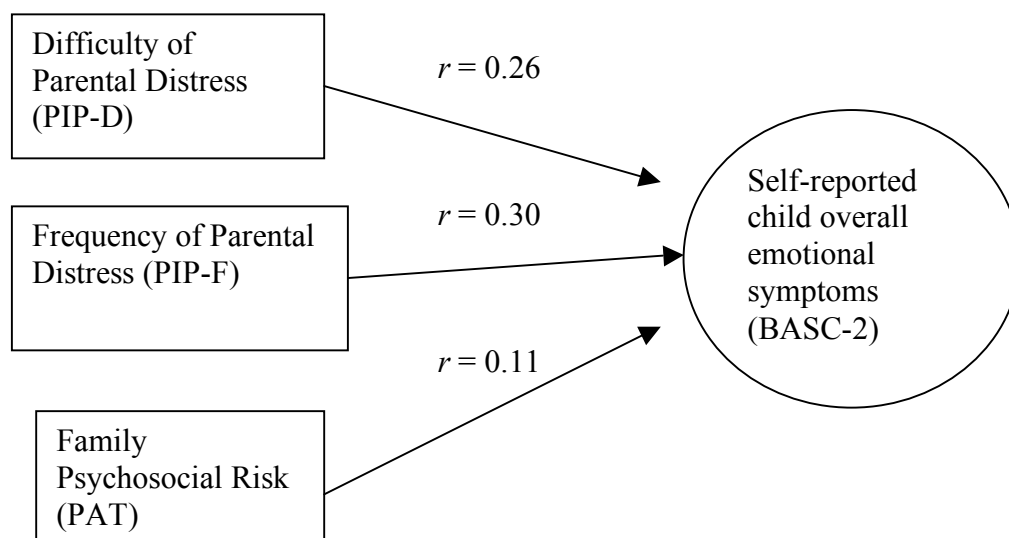 Difficulty of
Parental Distress
(PIP-D)
r = 0.26
Frequency of Parental
Distress (PIP-F)
r = 0.30
Family
Psychosocial Risk
(PAT)
r = 0.11
Self-reported
child overall
emotional
symptoms
(BASC-2)